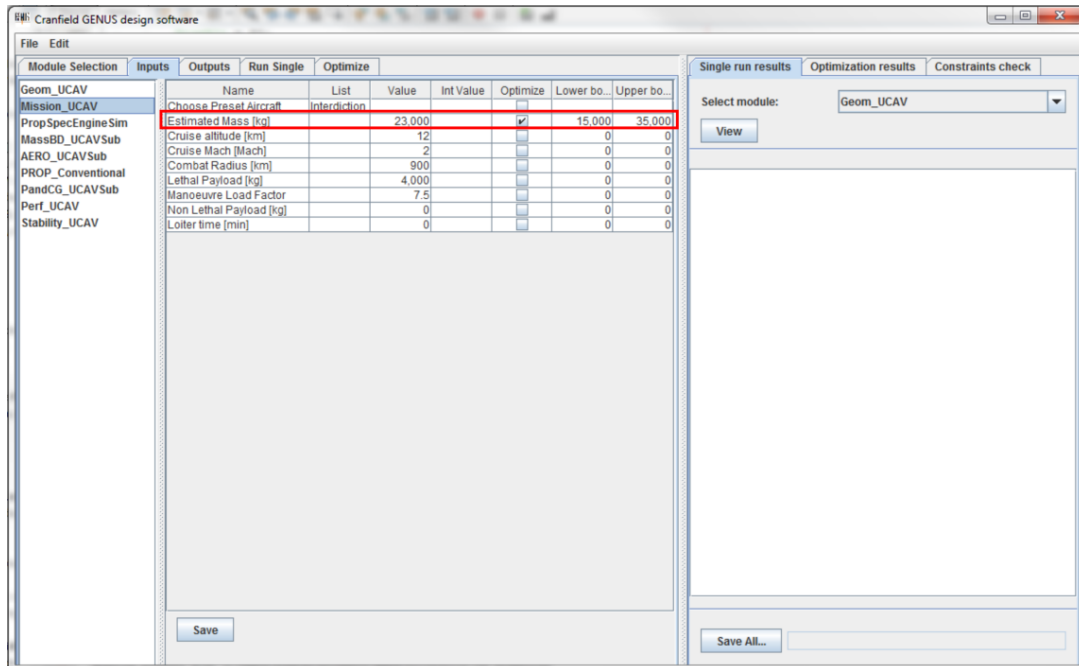 Cranfield GENUS design software
File Edit
Module Selection Inputs Outputs Run Single Optimize
Geom_UCAV
Mission_UCAV
PropSpecEngineSim
MassBD_UCAVSub
AERO_UCAVSub
PROP_Conventional
PandCG_UCAVSub
Perf_UCAV
Stability_UCAV
Name List Value Int Value Optimize Lower bo... Upper bo...
Choose Preset Aircraft Interdiction
Estimated Mass [kg] 23,000 15,000 35,000
Cruise altitude [km] 12 0 0
Cruise Mach [Mach] 2 0 0
Combat Radius [km] 900 0 0
Lethal Payload [kg] 4,000 0 0
Manoeuvre Load Factor 7.5 0 0
Non Lethal Payload [kg] 0 0 0
Loiter time [min] 0 0 0
Save
Single run results Optimization results Constraints check
Select module: Geom_UCAV
View
Save All...